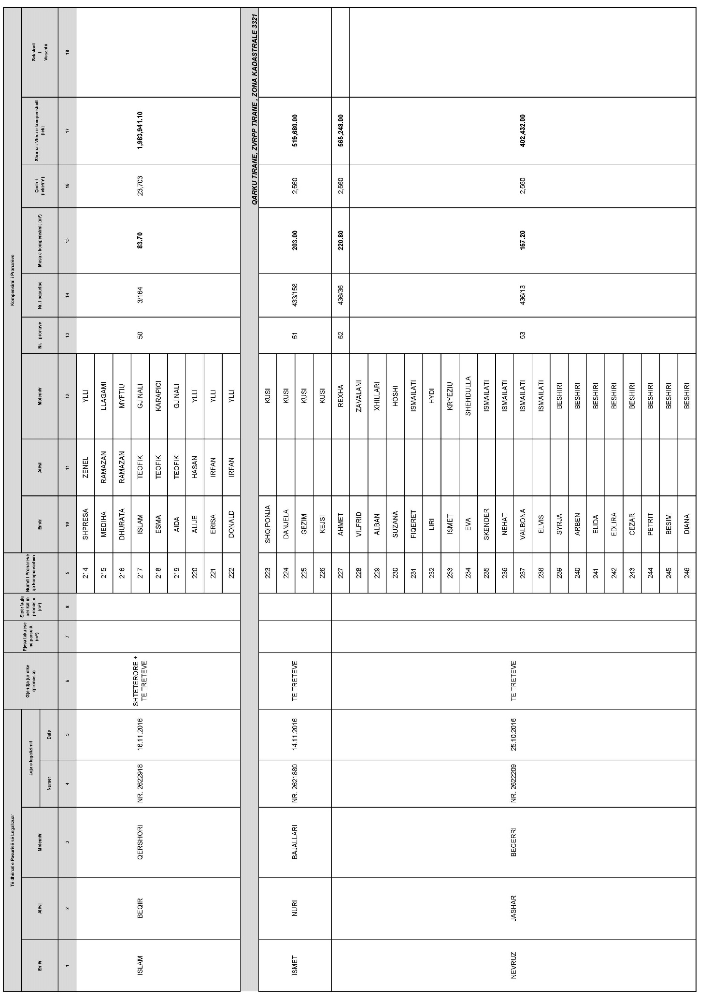 Të dhënat e Pasurisë së Legalizuar
Gjendja juridike (pronësia)
Pjesa takuese në parcelë (m²)
Sipërfaqja për kalim pronësie (m²)
Numri i Pronareve qe kompensohen
Kompensimi i Pronarëve
Emër
Atësi
Mbiemër
Leja e legalizimit
Numer
Date
Emër
Atësi
Mbiemër
Nr. i pronave
Nr. i pasurisë
Masa e kompensimit (m²)
Çmimi (leke/m²)
Shuma - Vlera e kompensimit (lek)
Seksioni i Veçantë
1 2 3 4 5 6 7 8 9 10 11 12 13 14 15 16 17 18
ISLAM BEQIR QERSHORI NR. 2622918 16.11.2016 SHTETERORE + TE TRETEVE
214 SHPRESA ZENEL YLLI
215 MEDIHA RAMAZAN LLAGAMI
216 DHURATA RAMAZAN MYFTIU
217 ISLAM TEOFIK GJINALI
218 ESMA TEOFIK KARAPICI
219 AIDA TEOFIK GJINALI
220 ALIJE HASAN YLLI
221 ERISA IRFAN YLLI
222 DONALD IRFAN YLLI
50 3/164 83.70 23,703 1,983,941.10
QARKU TIRANE, ZVRPP TIRANE , ZONA KADASTRALE 3321
ISMET NURI BAJALLARI NR. 2621880 14.11.2016 TE TRETEVE
223 SHQIPONJA KUSI
224 DANJELA KUSI
225 GEZIM KUSI
226 KEJSI KUSI
51 433/158 203.00 2,560 519,680.00
NEVRUZ JASHAR BECERRI NR. 2622209 25.10.2016 TE TRETEVE
227 AHMET REXHA 52 436/36 220.80 2,560 565,248.00
228 VILFRID ZAVALANI
229 ALBAN XHILLARI
230 SUZANA HOSHI
231 FIQERET ISMAILATI
232 LIRI HYDI
233 ISMET KRYEZIU
234 EVA SHEHDULLA
235 SKENDER ISMAILATI
236 NEHAT ISMAILATI
237 VALBONA ISMAILATI
238 ELVIS ISMAILATI
239 SYRJA BESHIRI
240 ARBEN BESHIRI
241 ELIDA BESHIRI
242 EDLIRA BESHIRI
243 CEZAR BESHIRI
244 PETRIT BESHIRI
245 BESIM BESHIRI
246 DIANA BESHIRI
53 436/13 157.20 2,560 402,432.00